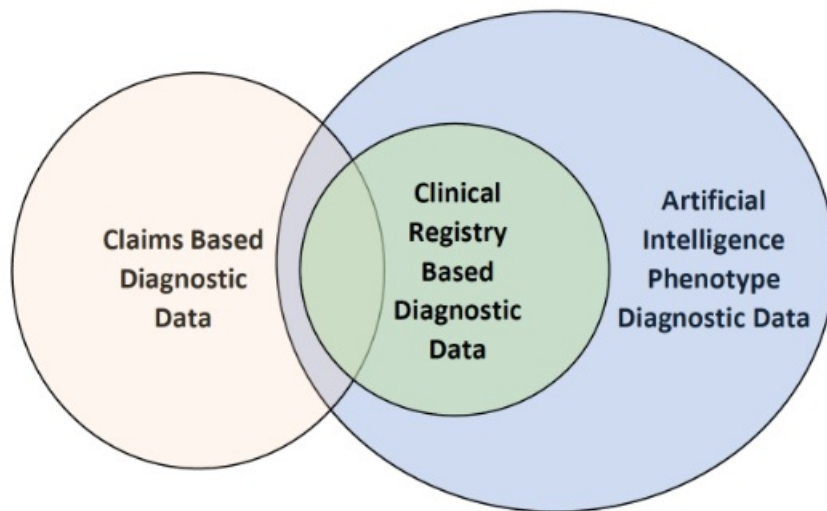 Claims Based
Diagnostic
Data
Clinical
Registry
Based
Diagnostic
Data
Artificial
Intelligence
Phenotype
Diagnostic Data